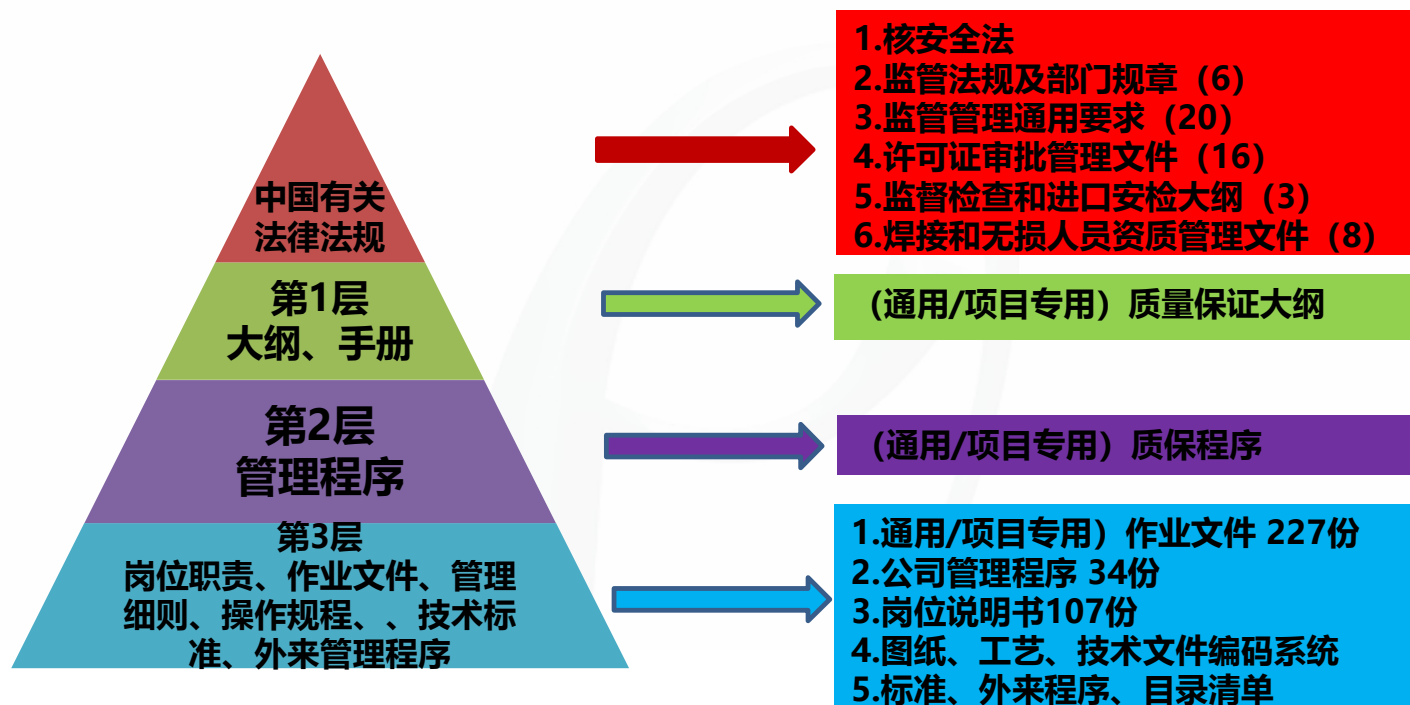 中国有关
法律法规
第1层
大纲、手册
第2层
管理程序
第3层
岗位职责、作业文件、管理
细则、操作规程、、技术标
准、外来管理程序
1.核安全法
2.监管法规及部门规章（6）
3.监管管理通用要求（20）
4.许可证审批管理文件（16）
5.监督检查和进口安检大纲（3）
6.焊接和无损人员资质管理文件（8）
（通用/项目专用）质量保证大纲
（通用/项目专用）质保程序
1.通用/项目专用）作业文件 227份
2.公司管理程序 34份
3.岗位说明书107份
4.图纸、工艺、技术文件编码系统
5.标准、外来程序、目录清单